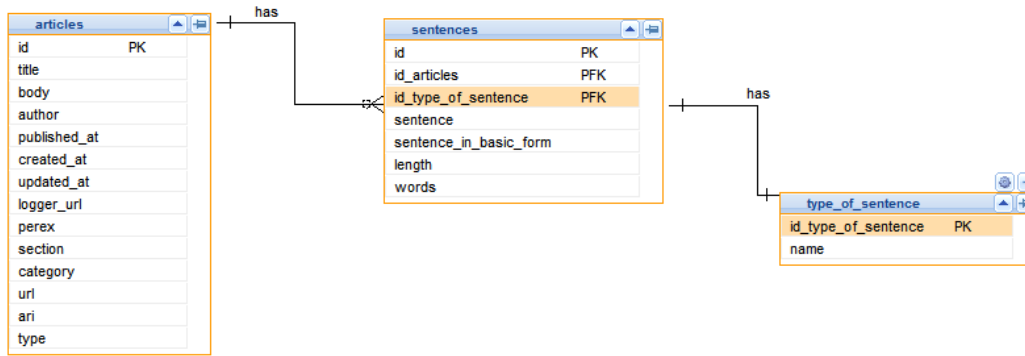 articles
id PK
title
body
author
published_at
created_at
updated_at
logger_url
perex
section
category
url
ari
type
has
sentences
id PK
id_articles PFK
id_type_of_sentence PFK
sentence
sentence_in_basic_form
length
words
has
type_of_sentence
id_type_of_sentence PK
name